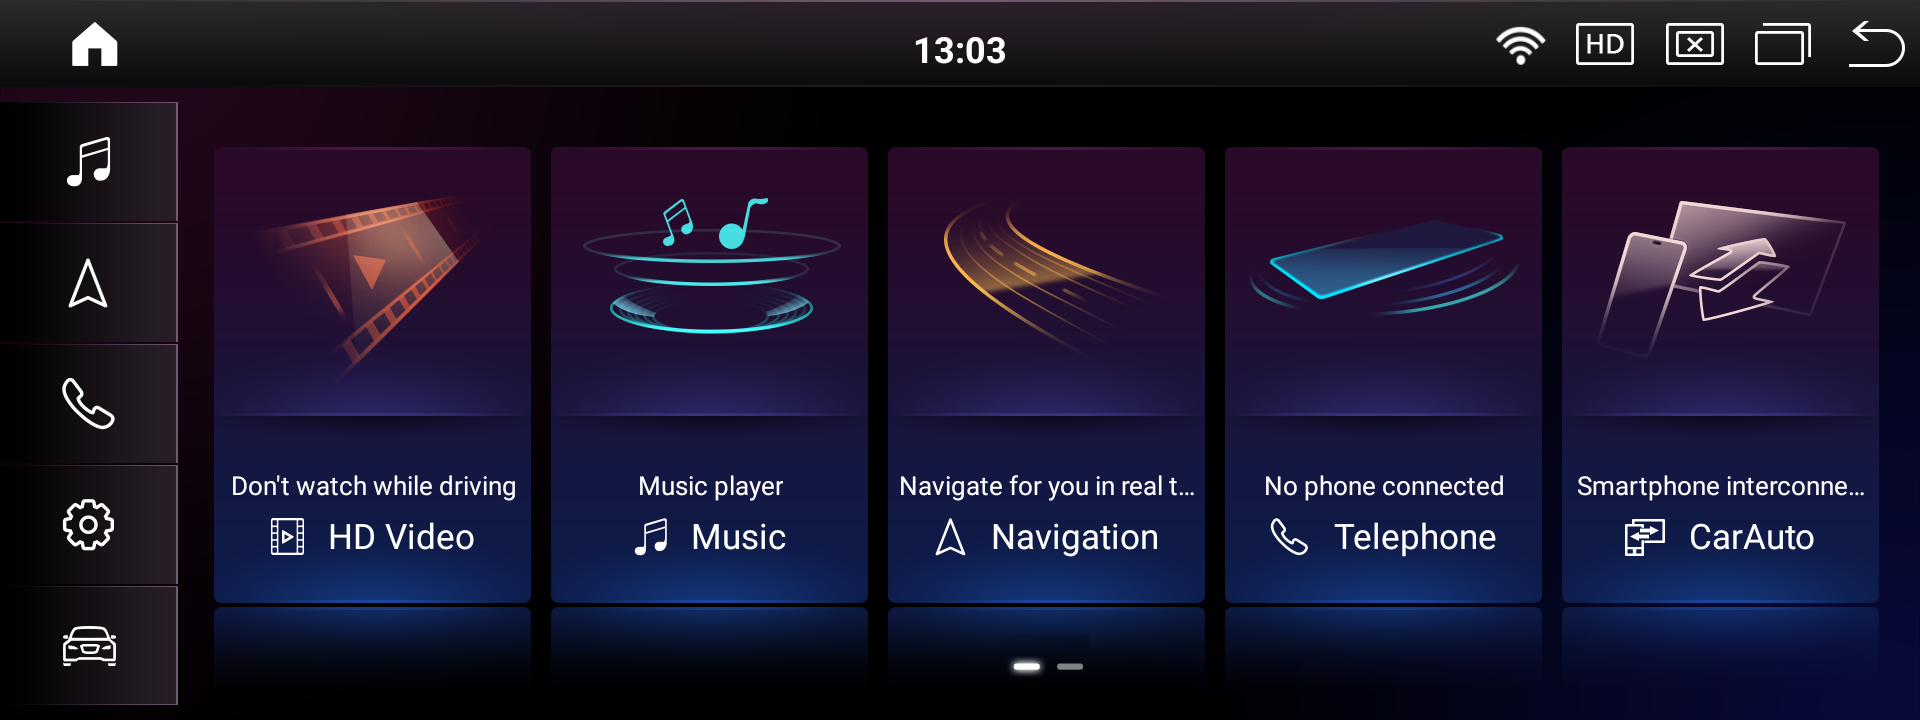 13:03
HD
Don't watch while driving
HD Video
Music player
Music
Navigate for you in real t...
Navigation
No phone connected
Telephone
Smartphone interconne...
CarAuto